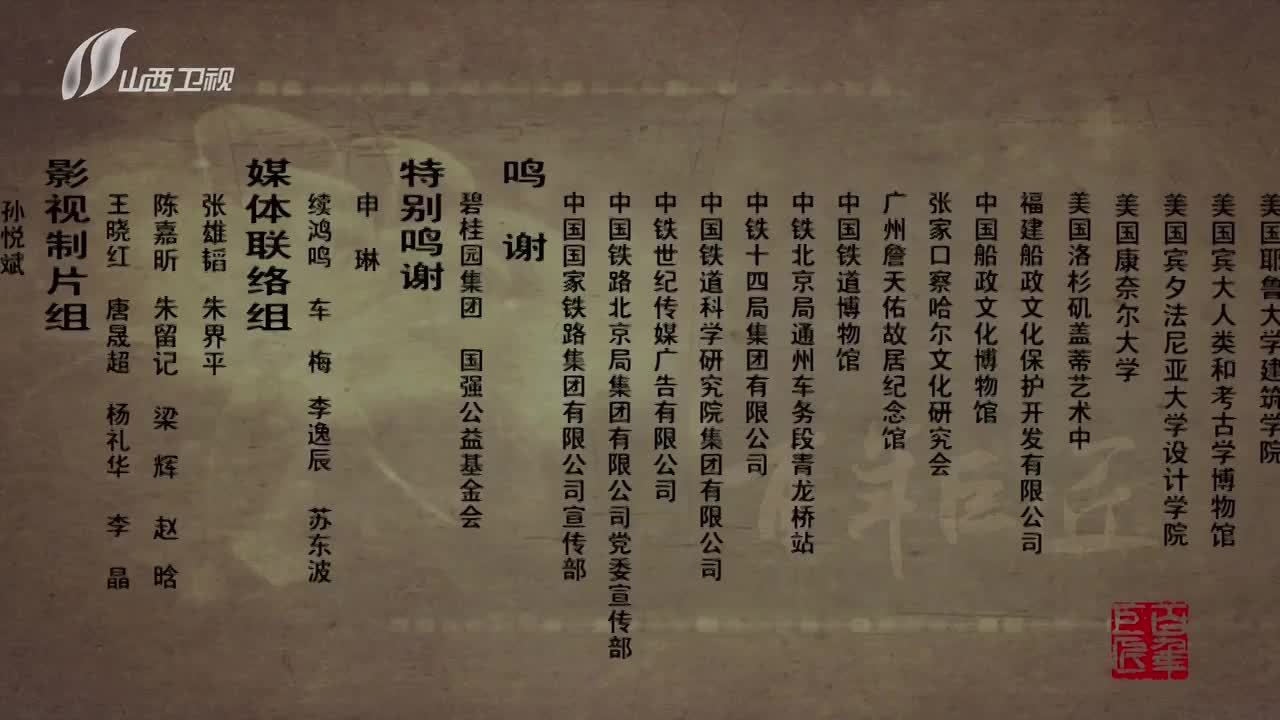 山西卫视
孙悦斌
影视制片组
王晓红 唐晟超 杨礼华 李晶
陈嘉昕 朱留记 梁辉 赵晗
张雄韬 朱界平
媒体联络组
续鸿鸣 车梅 李逸辰 苏东波
申琳
特别鸣谢
碧桂园集团 国强公益基金会
鸣谢
中国国家铁路集团有限公司宣传部
中国铁路北京局集团有限公司党委宣传部
中铁世纪传媒广告有限公司
中国铁道科学研究院集团有限公司
中铁十四局集团有限公司
中铁北京局通州车务段青龙桥站
中国铁道博物馆
广州詹天佑故居纪念馆
张家口察哈尔文化研究会
中国船政文化博物馆
福建船政文化保护开发有限公司
美国洛杉矶盖蒂艺术中
美国康奈尔大学
美国宾夕法尼亚大学设计学院
美国宾大人类和考古学博物馆
美国耶鲁大学建筑学院
百年巨匠
百年巨匠